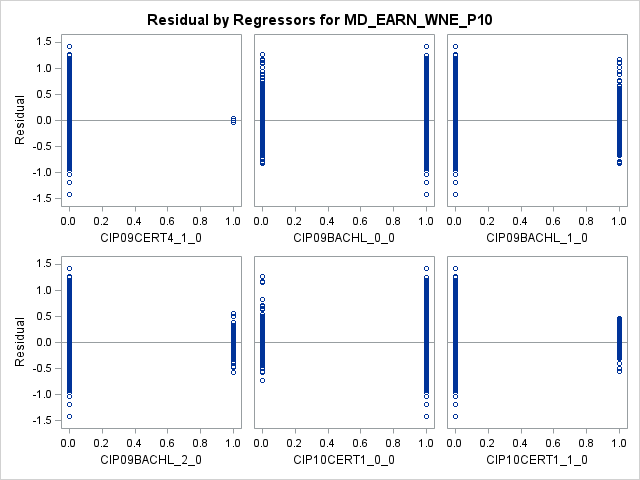 Residual by Regressors for MD_EARN_WNE_P10
1.5
1.0
0.5
0.0
-0.5
-1.0
-1.5
Residual
0.0 0.2 0.4 0.6 0.8 1.0
0.0 0.2 0.4 0.6 0.8 1.0
0.0 0.2 0.4 0.6 0.8 1.0
CIP09CERT4_1_0
CIP09BACHL_0_0
CIP09BACHL_1_0
1.5
1.0
0.5
0.0
-0.5
-1.0
-1.5
Residual
0.0 0.2 0.4 0.6 0.8 1.0
0.0 0.2 0.4 0.6 0.8 1.0
0.0 0.2 0.4 0.6 0.8 1.0
CIP09BACHL_2_0
CIP10CERT1_0_0
CIP10CERT1_1_0